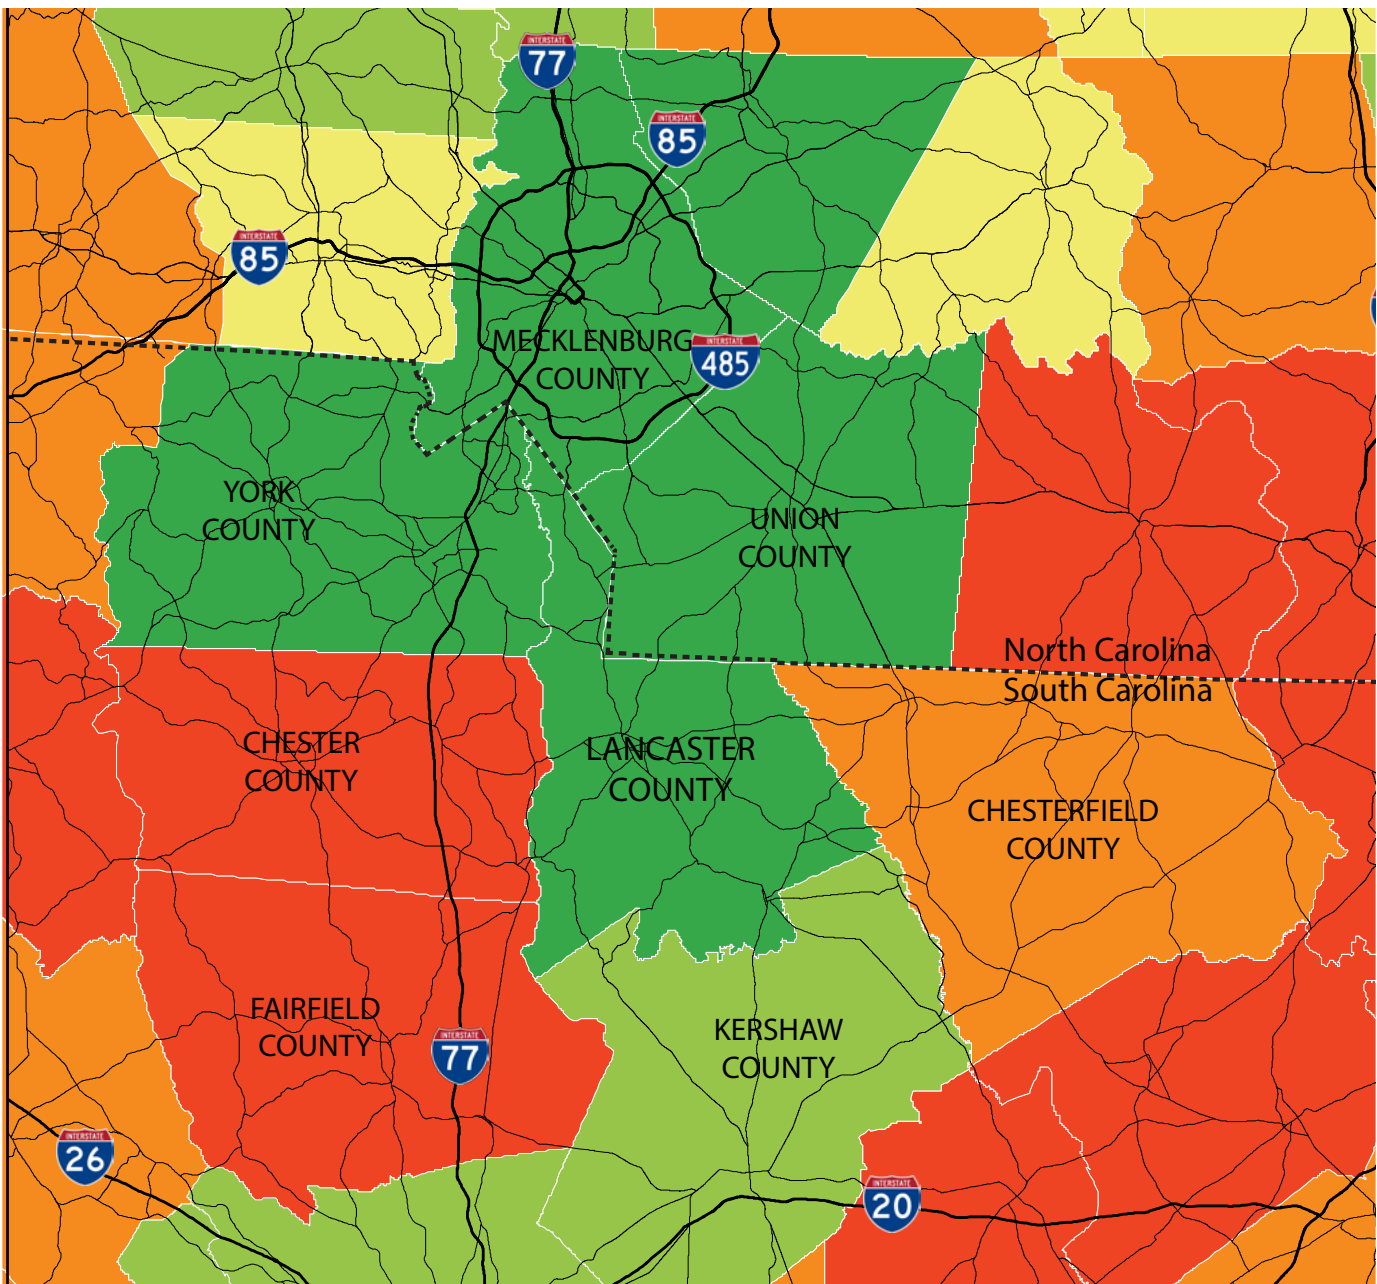 INTERSTATE
77
INTERSTATE
85
INTERSTATE
85
MECKLENBURG
COUNTY
INTERSTATE
485
YORK
COUNTY
UNION
COUNTY
North Carolina
South Carolina
CHESTER
COUNTY
LANCASTER
COUNTY
CHESTERFIELD
COUNTY
FAIRFIELD
COUNTY
INTERSTATE
77
KERSHAW
COUNTY
INTERSTATE
26
INTERSTATE
20